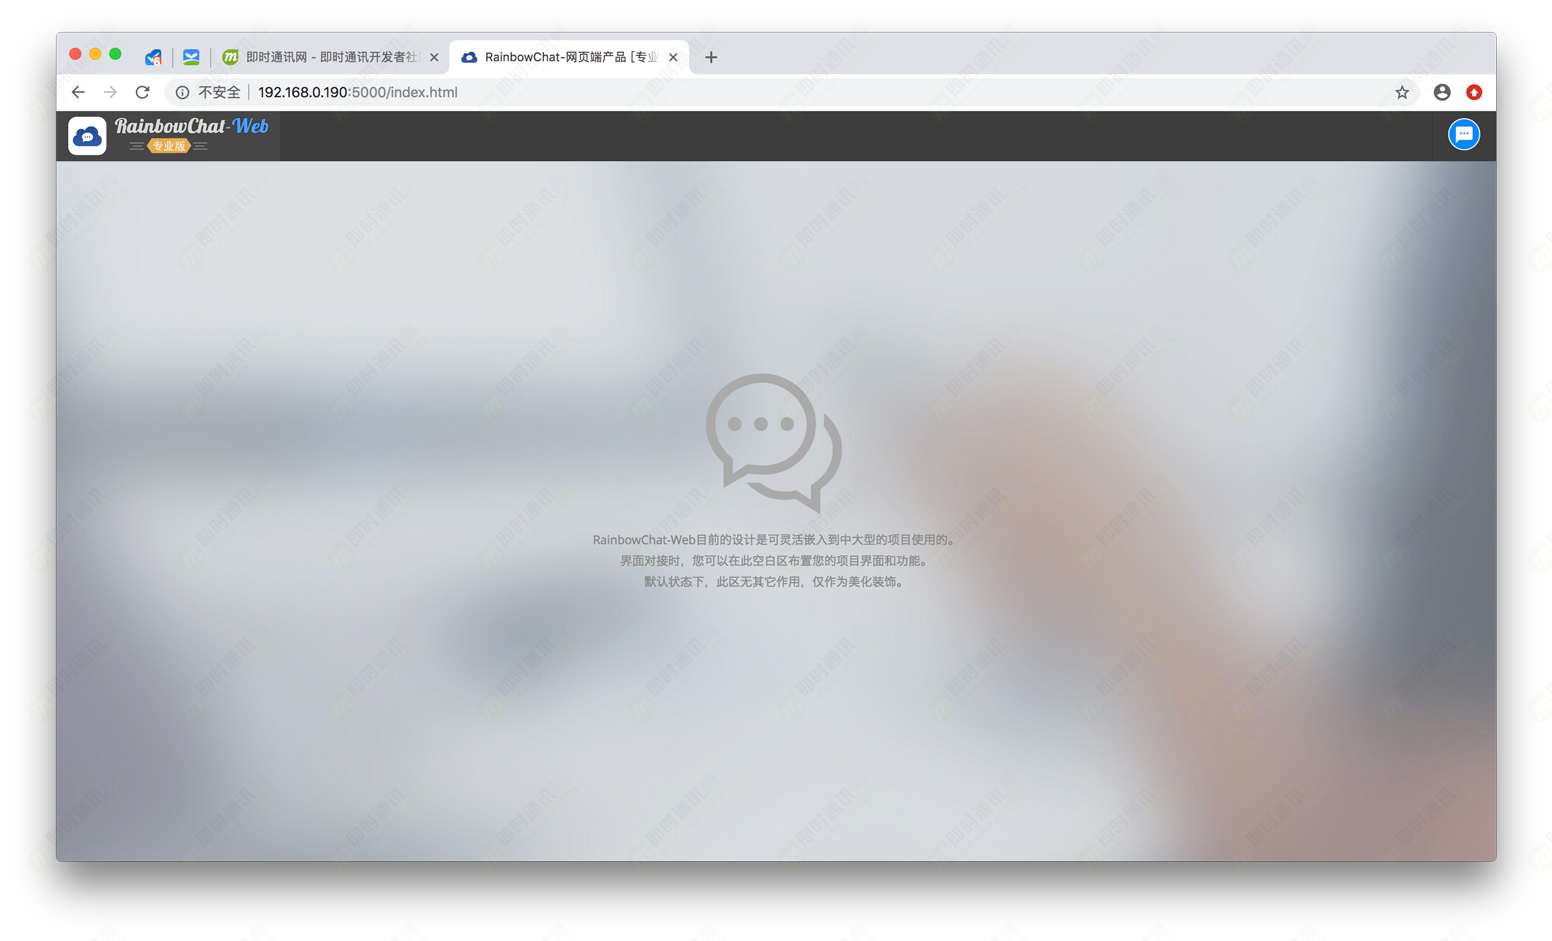 即时通讯网 - 即时通讯开发者社
RainbowChat-网页端产品 [专业
不安全
192.168.0.190:5000/index.html
RainbowChat-Web
专业版
RainbowChat-Web目前的设计是可灵活嵌入到中大型的项目使用的。
界面对接时，您可以在此空白区布置您的项目界面和功能。
默认状态下，此区无其它作用，仅作为美化装饰。
即时通讯网